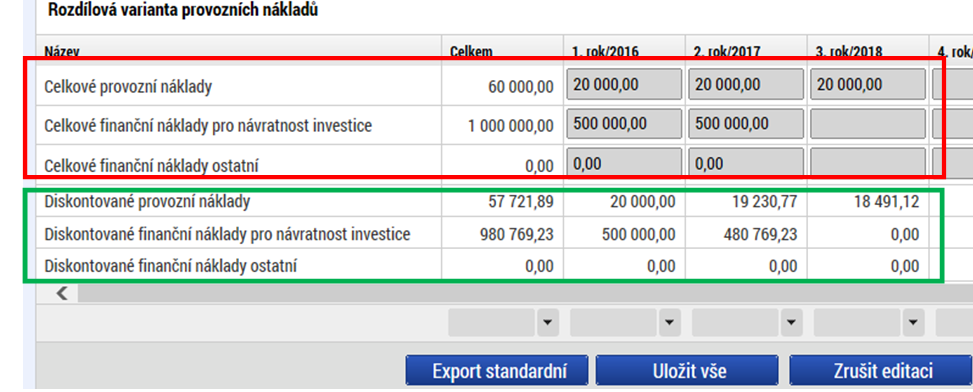 Rozdílová varianta provozních nákladů
Název Celkem 1. rok/2016 2. rok/2017 3. rok/2018 4. rok/
Celkové provozní náklady 60 000,00 20 000,00 20 000,00 20 000,00
Celkové finanční náklady pro návratnost investice 1 000 000,00 500 000,00 500 000,00
Celkové finanční náklady ostatní 0,00 0,00 0,00
Diskontované provozní náklady 57 721,89 20 000,00 19 230,77 18 491,12
Diskontované finanční náklady pro návratnost investice 980 769,23 500 000,00 480 769,23 0,00
Diskontované finanční náklady ostatní 0,00 0,00 0,00 0,00
Export standardní Uložit vše Zrušit editaci